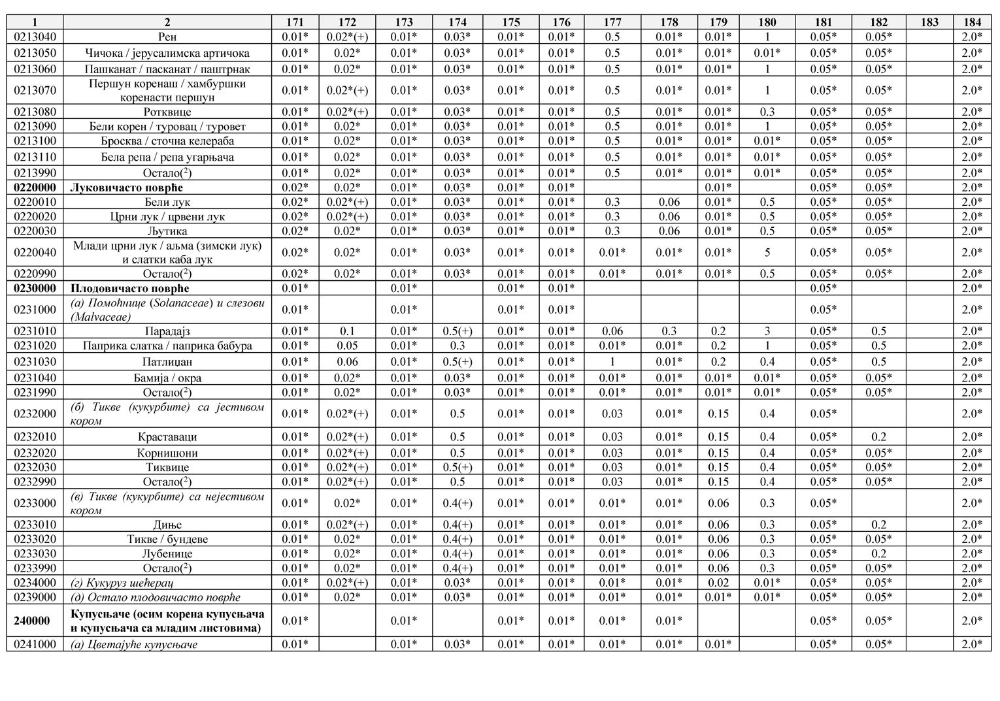 1 2 171 172 173 174 175 176 177 178 179 180 181 182 183 184
0213040 Рен 0.01* 0.02*(+) 0.01* 0.03* 0.01* 0.01* 0.5 0.01* 0.01* 1 0.05* 0.05* 2.0*
0213050 Чичока / јерусалимска артичока 0.01* 0.02* 0.01* 0.03* 0.01* 0.01* 0.5 0.01* 0.01* 0.01* 0.05* 0.05* 2.0*
0213060 Пашканат / пасканат / паштрнак 0.01* 0.02* 0.01* 0.03* 0.01* 0.01* 0.5 0.01* 0.01* 1 0.05* 0.05* 2.0*
0213070 Першун коренаш / хамбуршки
коренасти першун 0.01* 0.02*(+) 0.01* 0.03* 0.01* 0.01* 0.5 0.01* 0.01* 1 0.05* 0.05* 2.0*
0213080 Ротквице 0.01* 0.02*(+) 0.01* 0.03* 0.01* 0.01* 0.5 0.01* 0.01* 0.3 0.05* 0.05* 2.0*
0213090 Бели корен / туровац / туровет 0.01* 0.02* 0.01* 0.03* 0.01* 0.01* 0.5 0.01* 0.01* 1 0.05* 0.05* 2.0*
0213100 Бросква / сточна келераба 0.01* 0.02* 0.01* 0.03* 0.01* 0.01* 0.5 0.01* 0.01* 0.01* 0.05* 0.05* 2.0*
0213110 Бела репа / репа угарњача 0.01* 0.02* 0.01* 0.03* 0.01* 0.01* 0.5 0.01* 0.01* 0.01* 0.05* 0.05* 2.0*
0213990 Остало(²) 0.01* 0.02* 0.01* 0.03* 0.01* 0.01* 0.5 0.01* 0.01* 0.01* 0.05* 0.05* 2.0*
0220000 Луковичасто поврће 0.02* 0.02* 0.01* 0.03* 0.01* 0.01* 0.01* 0.05* 0.05* 2.0*
0220010 Бели лук 0.02* 0.02*(+) 0.01* 0.03* 0.01* 0.01* 0.3 0.06 0.01* 0.5 0.05* 0.05* 2.0*
0220020 Црни лук / црвени лук 0.02* 0.02*(+) 0.01* 0.03* 0.01* 0.01* 0.3 0.06 0.01* 0.5 0.05* 0.05* 2.0*
0220030 Љутика 0.02* 0.02* 0.01* 0.03* 0.01* 0.01* 0.3 0.06 0.01* 0.5 0.05* 0.05* 2.0*
0220040 Млади црни лук / аљма (зимски лук)
и слатки каба лук 0.02* 0.02* 0.01* 0.03* 0.01* 0.01* 0.01* 0.01* 0.01* 5 0.05* 0.05* 2.0*
0220990 Остало(²) 0.02* 0.02* 0.01* 0.03* 0.01* 0.01* 0.01* 0.01* 0.01* 0.5 0.05* 0.05* 2.0*
0230000 Плодовичасто поврће 0.01* 0.01* 0.01* 0.01* 0.05* 2.0*
0231000 (а) Помоћнице (Solanaceae) и слезови
(Malvaceae) 0.01* 0.01* 0.01* 0.01* 0.05* 2.0*
0231010 Парадајз 0.01* 0.1 0.01* 0.5(+) 0.01* 0.01* 0.06 0.3 0.2 3 0.05* 0.5 2.0*
0231020 Паприка слатка / паприка бабура 0.01* 0.05 0.01* 0.3 0.01* 0.01* 0.01* 0.01* 0.2 1 0.05* 0.5 2.0*
0231030 Патлиџан 0.01* 0.06 0.01* 0.5(+) 0.01* 0.01* 1 0.01* 0.2 0.4 0.05* 0.5 2.0*
0231040 Бамија / окра 0.01* 0.02* 0.01* 0.03* 0.01* 0.01* 0.01* 0.01* 0.01* 0.01* 0.05* 0.05* 2.0*
0231990 Остало(²) 0.01* 0.02* 0.01* 0.03* 0.01* 0.01* 0.01* 0.01* 0.01* 0.01* 0.05* 0.05* 2.0*
0232000 (б) Тикве (кукурбите) са јестивом
кором 0.01* 0.02*(+) 0.01* 0.5 0.01* 0.01* 0.03 0.01* 0.15 0.4 0.05* 2.0*
0232010 Краставаци 0.01* 0.02*(+) 0.01* 0.5 0.01* 0.01* 0.03 0.01* 0.15 0.4 0.05* 0.2 2.0*
0232020 Корнишони 0.01* 0.02*(+) 0.01* 0.5 0.01* 0.01* 0.03 0.01* 0.15 0.4 0.05* 0.05* 2.0*
0232030 Тиквице 0.01* 0.02*(+) 0.01* 0.5(+) 0.01* 0.01* 0.03 0.01* 0.15 0.4 0.05* 0.05* 2.0*
0232990 Остало(²) 0.01* 0.02*(+) 0.01* 0.5 0.01* 0.01* 0.03 0.01* 0.15 0.4 0.05* 0.05* 2.0*
0233000 (в) Тикве (кукурбите) са нејестивом
кором 0.01* 0.02* 0.01* 0.4(+) 0.01* 0.01* 0.01* 0.01* 0.06 0.3 0.05* 2.0*
0233010 Диње 0.01* 0.02*(+) 0.01* 0.4(+) 0.01* 0.01* 0.01* 0.01* 0.06 0.3 0.05* 0.2 2.0*
0233020 Тикве / бундеве 0.01* 0.02* 0.01* 0.4(+) 0.01* 0.01* 0.01* 0.01* 0.06 0.3 0.05* 0.05* 2.0*
0233030 Лубенице 0.01* 0.02* 0.01* 0.4(+) 0.01* 0.01* 0.01* 0.01* 0.06 0.3 0.05* 0.2 2.0*
0233990 Остало(²) 0.01* 0.02* 0.01* 0.4(+) 0.01* 0.01* 0.01* 0.01* 0.06 0.3 0.05* 0.05* 2.0*
0234000 (г) Кукуруз шећерац 0.01* 0.02*(+) 0.01* 0.03* 0.01* 0.01* 0.01* 0.01* 0.02 0.01* 0.05* 0.05* 2.0*
0239000 (д) Остало плодовичасто поврће 0.01* 0.02* 0.01* 0.03* 0.01* 0.01* 0.01* 0.01* 0.01* 0.01* 0.05* 0.05* 2.0*
240000 Купусњаче (осим корена купусњача
и купусњача са младим листовима) 0.01* 0.01* 0.01* 0.01* 0.01* 0.01* 0.05* 0.05* 2.0*
0241000 (а) Цветајуће купусњаче 0.01* 0.01* 0.03* 0.01* 0.01* 0.01* 0.01* 0.01* 0.05* 0.05* 2.0*